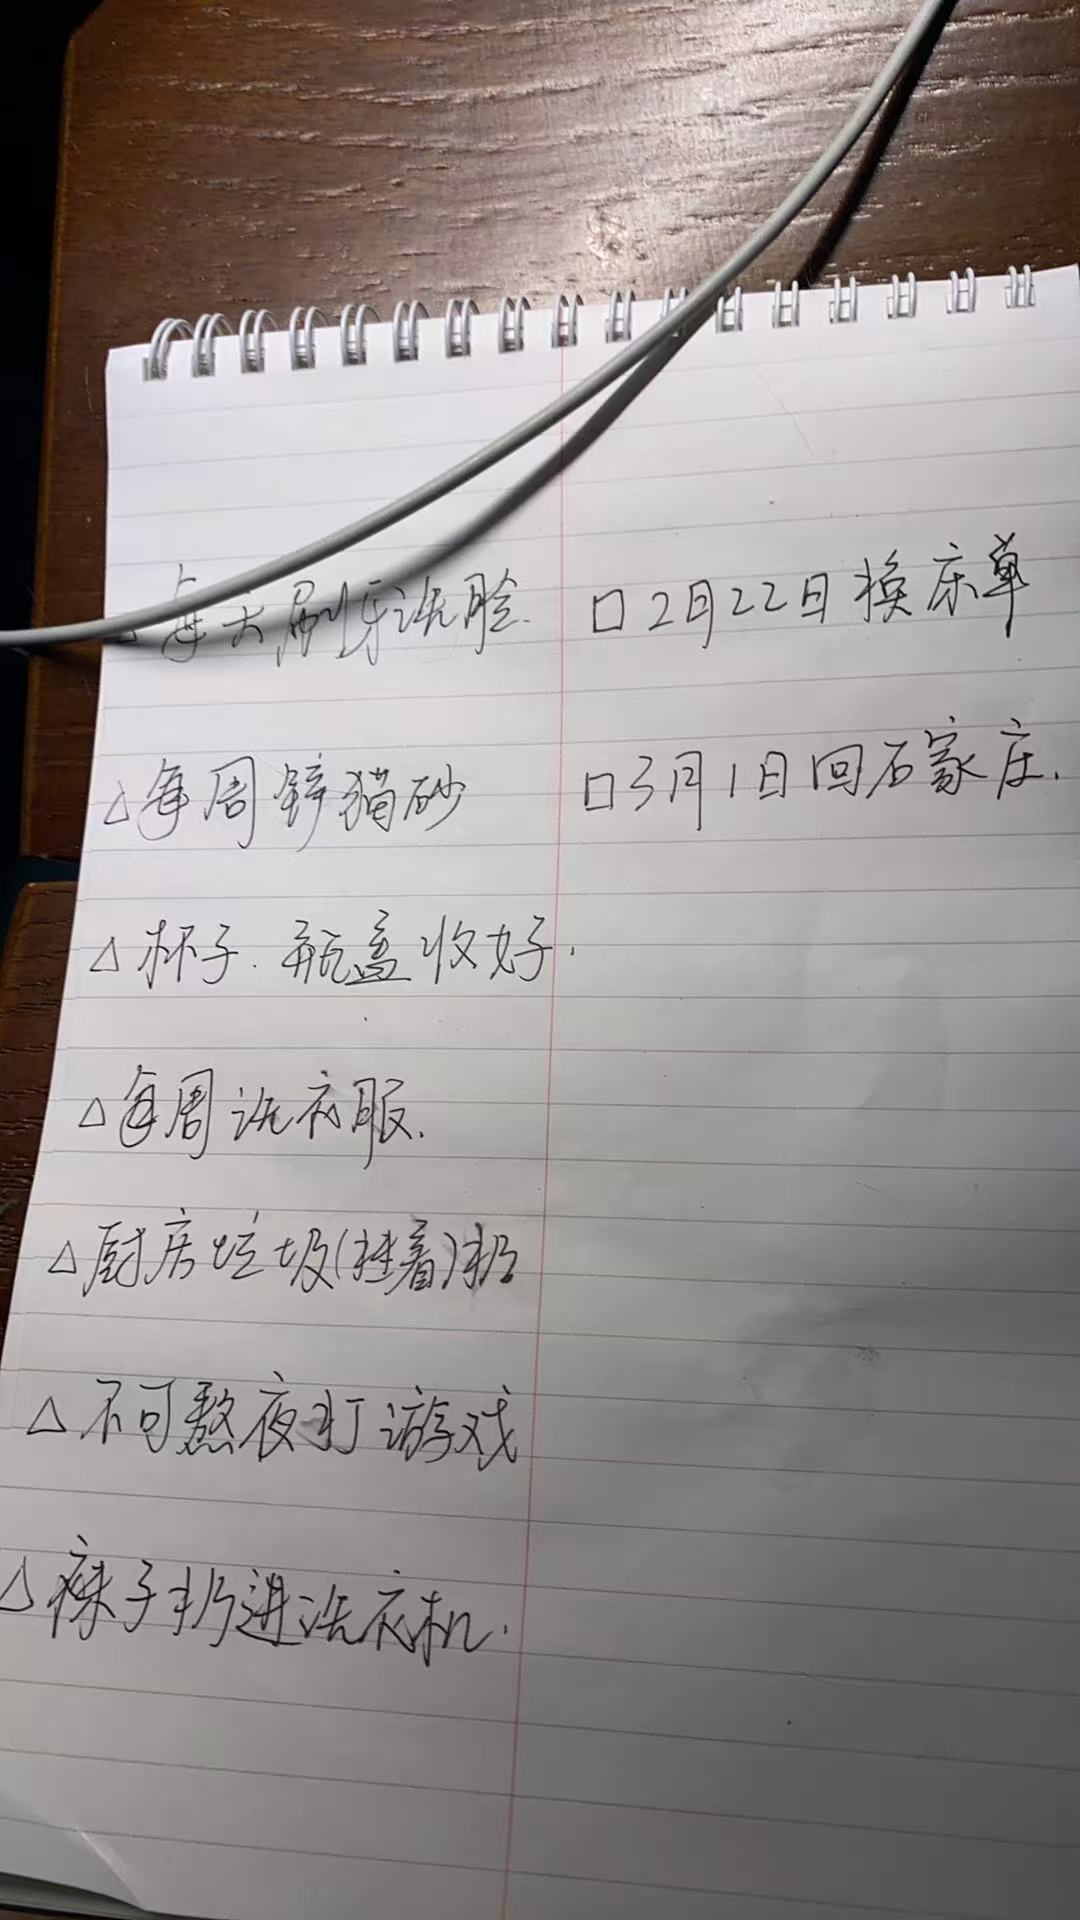 △每天刷牙洗脸.
△每周铲猫砂
△杯子.瓶盖收好.
△每周洗衣服.
△厨房垃圾(挂着)扔
△不可熬夜打游戏
△袜子扔进洗衣机.
□2月22日换床单
□3月1日回石家庄.